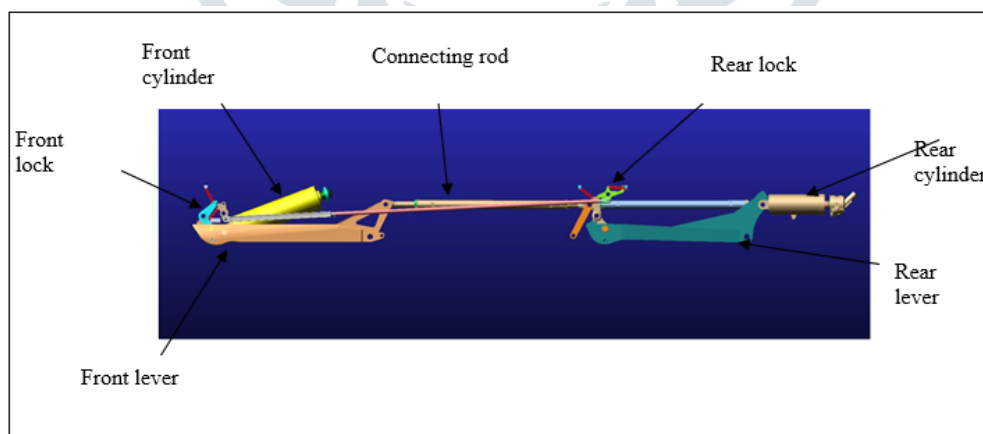 Front
cylinder
Connecting rod
Rear lock
Front
lock
Rear
cylinder
Rear
lever
Front lever